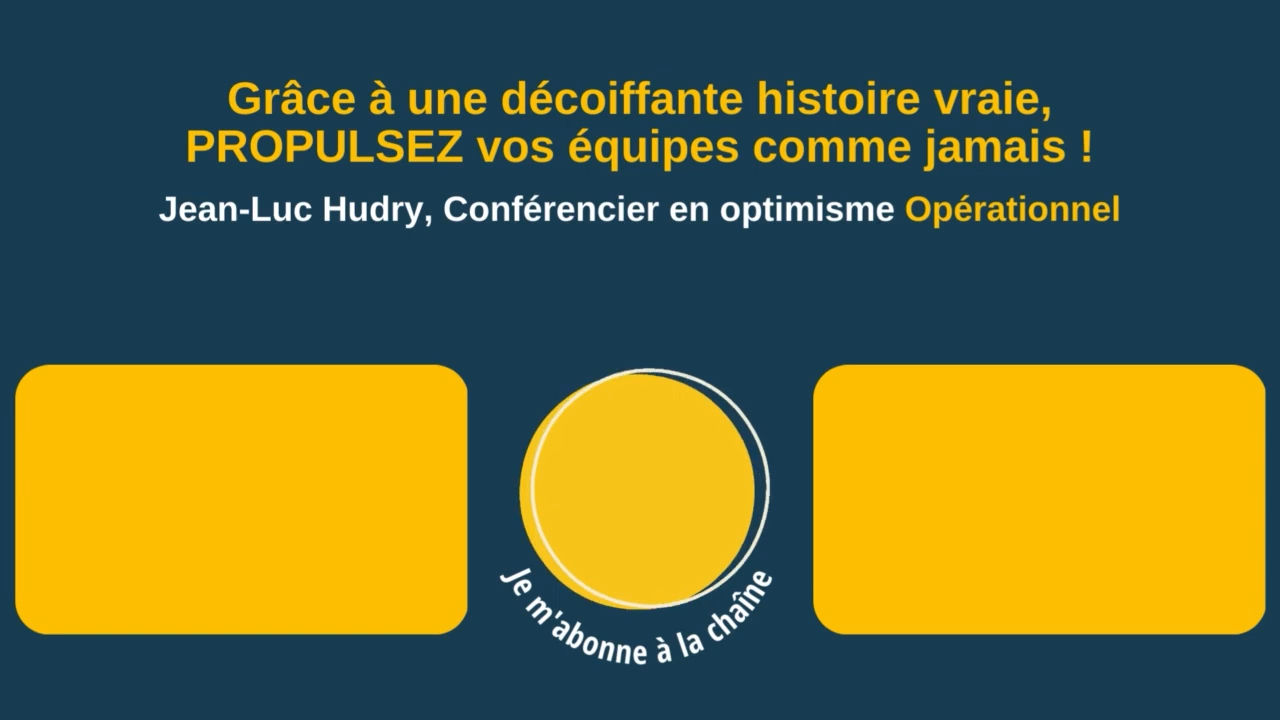 Grâce à une décoiffante histoire vraie,
PROPULSEZ vos équipes comme jamais !
Jean-Luc Hudry, Conférencier en optimisme Opérationnel
Je m'abonne à la chaîne